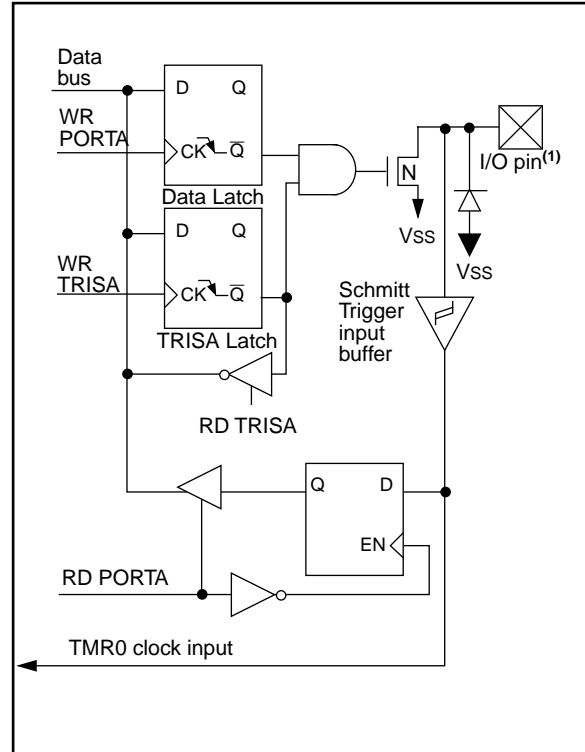 Data
bus
D Q
WR
PORTA
CK Q̅
Data Latch
N
I/O pin(1)
VSS
VSS
D Q
WR
TRISA
CK Q̅
TRISA Latch
Schmitt
Trigger
input
buffer
RD TRISA
Q D
EN
RD PORTA
TMR0 clock input